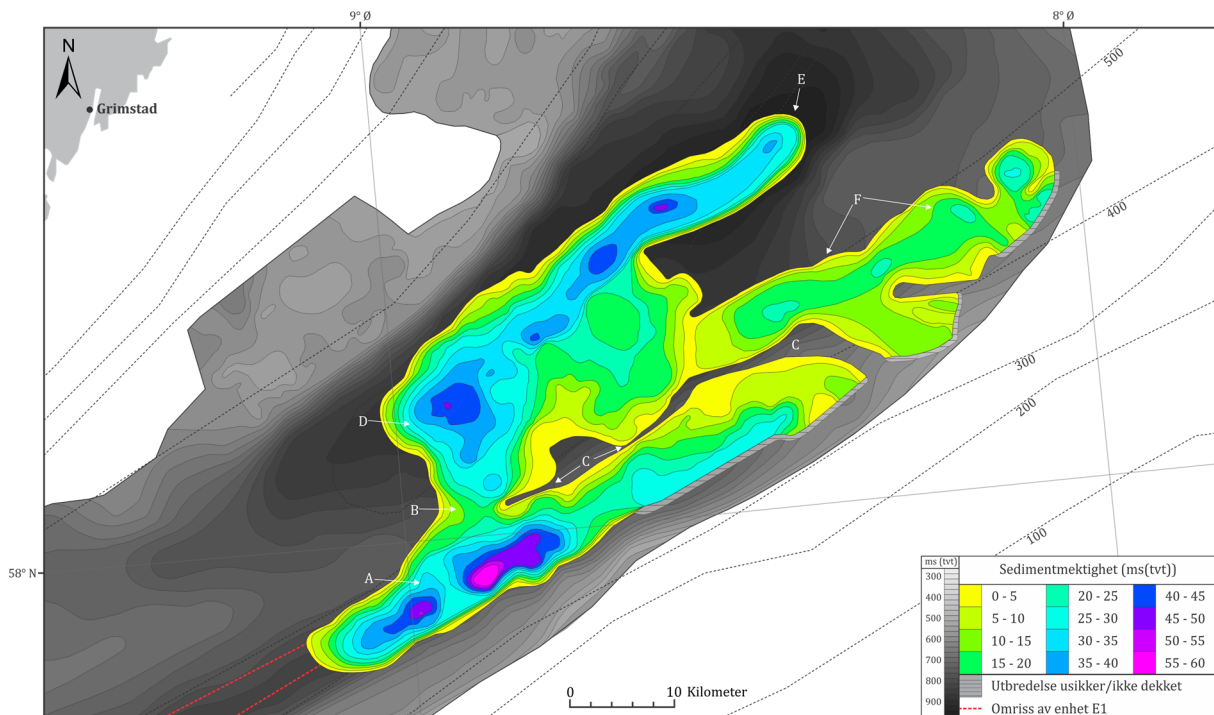 9° Ø
8° Ø
N
500
E
Grimstad
F
400
C
300
D
200
C
B
100
58° N
A
ms (tvt)
Sedimentmektighet (ms(tvt))
300
400
500
600
700
800
900
0 - 5
20 - 25
40 - 45
5 - 10
25 - 30
45 - 50
10 - 15
30 - 35
50 - 55
15 - 20
35 - 40
55 - 60
Utbredelse usikker/ikke dekket
Omriss av enhet E1
0
10 Kilometer